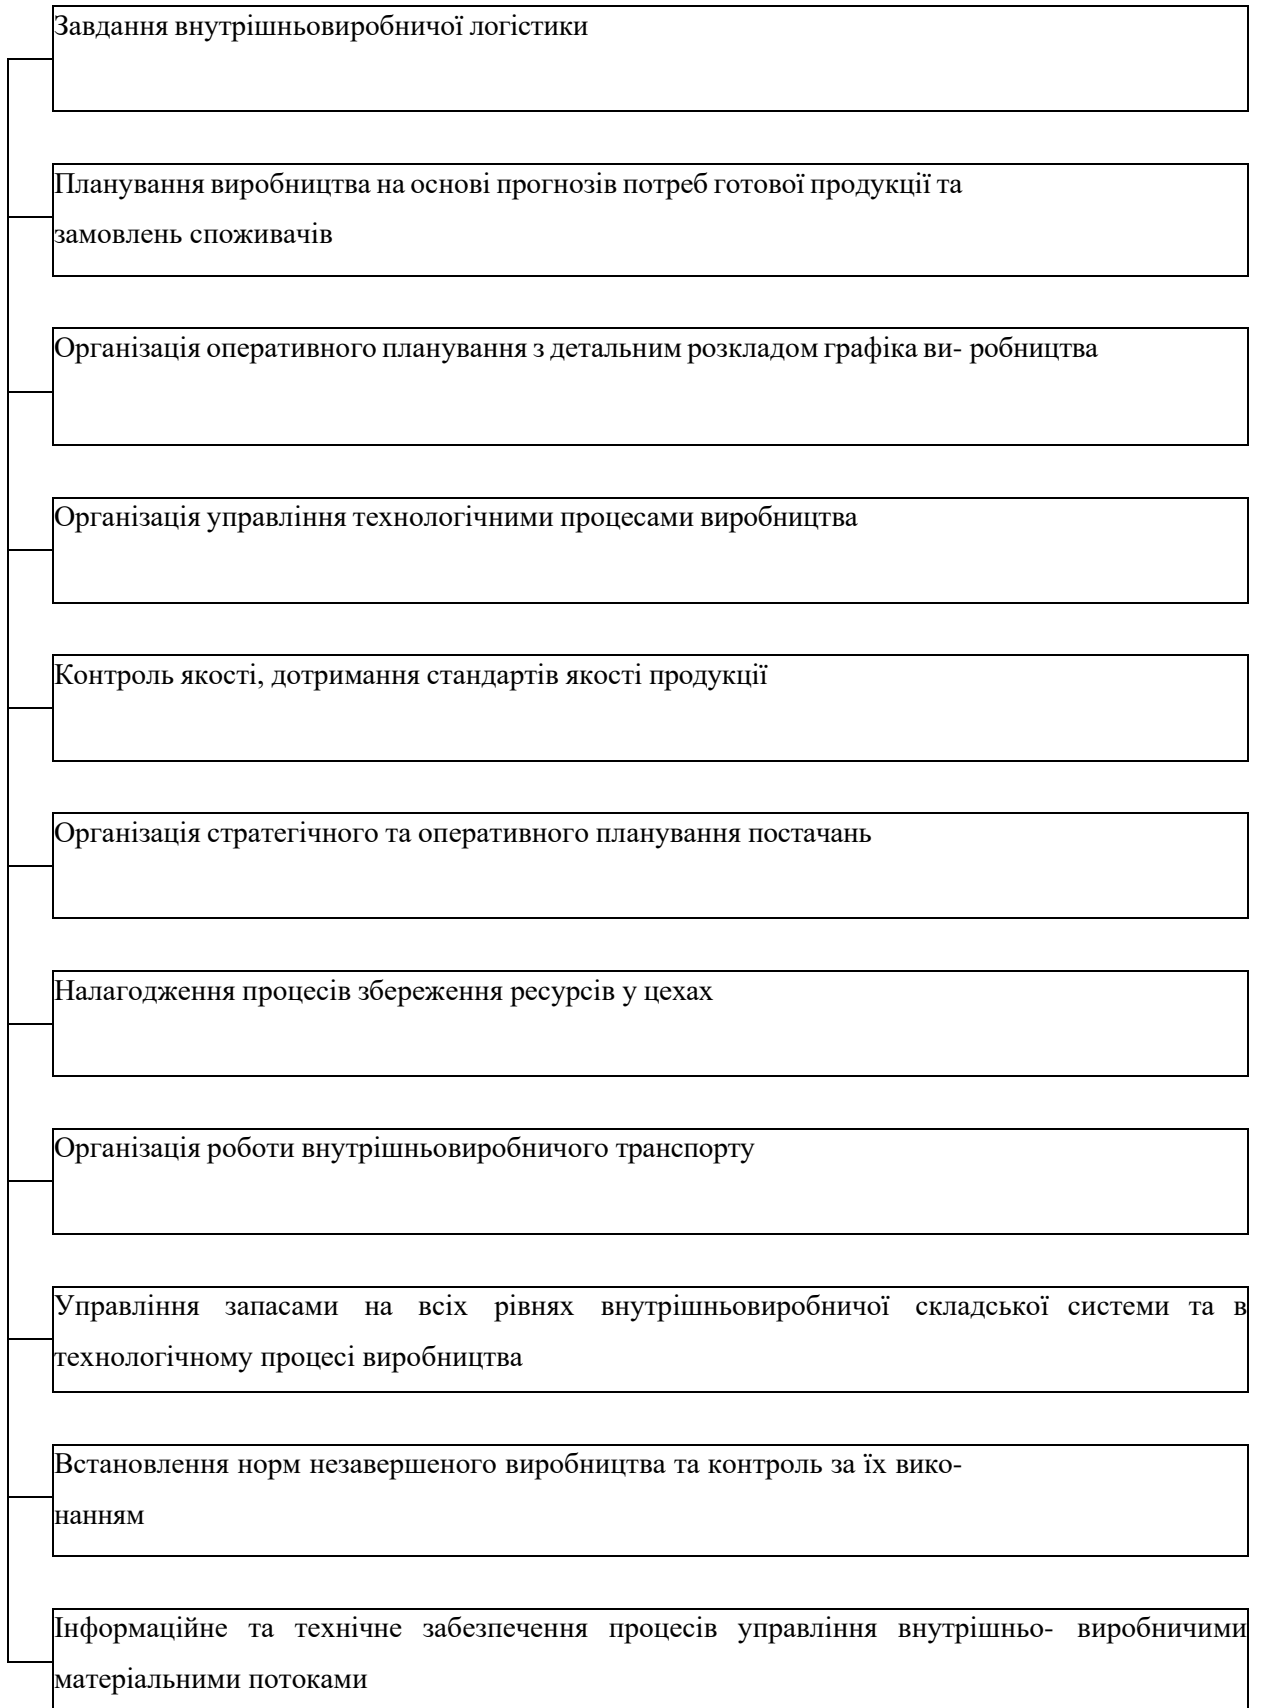 Завдання внутрішньовиробничої логістики
Планування виробництва на основі прогнозів потреб готової продукції та
замовлень споживачів
Організація оперативного планування з детальним розкладом графіка ви- робництва
Організація управління технологічними процесами виробництва
Контроль якості, дотримання стандартів якості продукції
Організація стратегічного та оперативного планування постачань
Налагодження процесів збереження ресурсів у цехах
Організація роботи внутрішньовиробничого транспорту
Управління запасами на всіх рівнях внутрішньовиробничої складської системи та в
технологічному процесі виробництва
Встановлення норм незавершеного виробництва та контроль за їх вико-
нанням
Інформаційне та технічне забезпечення процесів управління внутрішньо- виробничими
матеріальними потоками